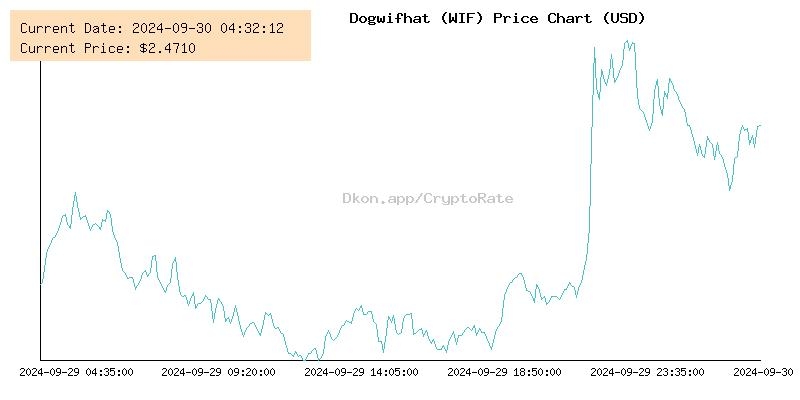 Dogwifhat (WIF) Price Chart (USD)
Current Date: 2024-09-30 04:32:12
Current Price: $2.4710
Dkon.app/CryptoRate
2024-09-29 04:35:00
2024-09-29 09:20:00
2024-09-29 14:05:00
2024-09-29 18:50:00
2024-09-29 23:35:00
2024-09-30